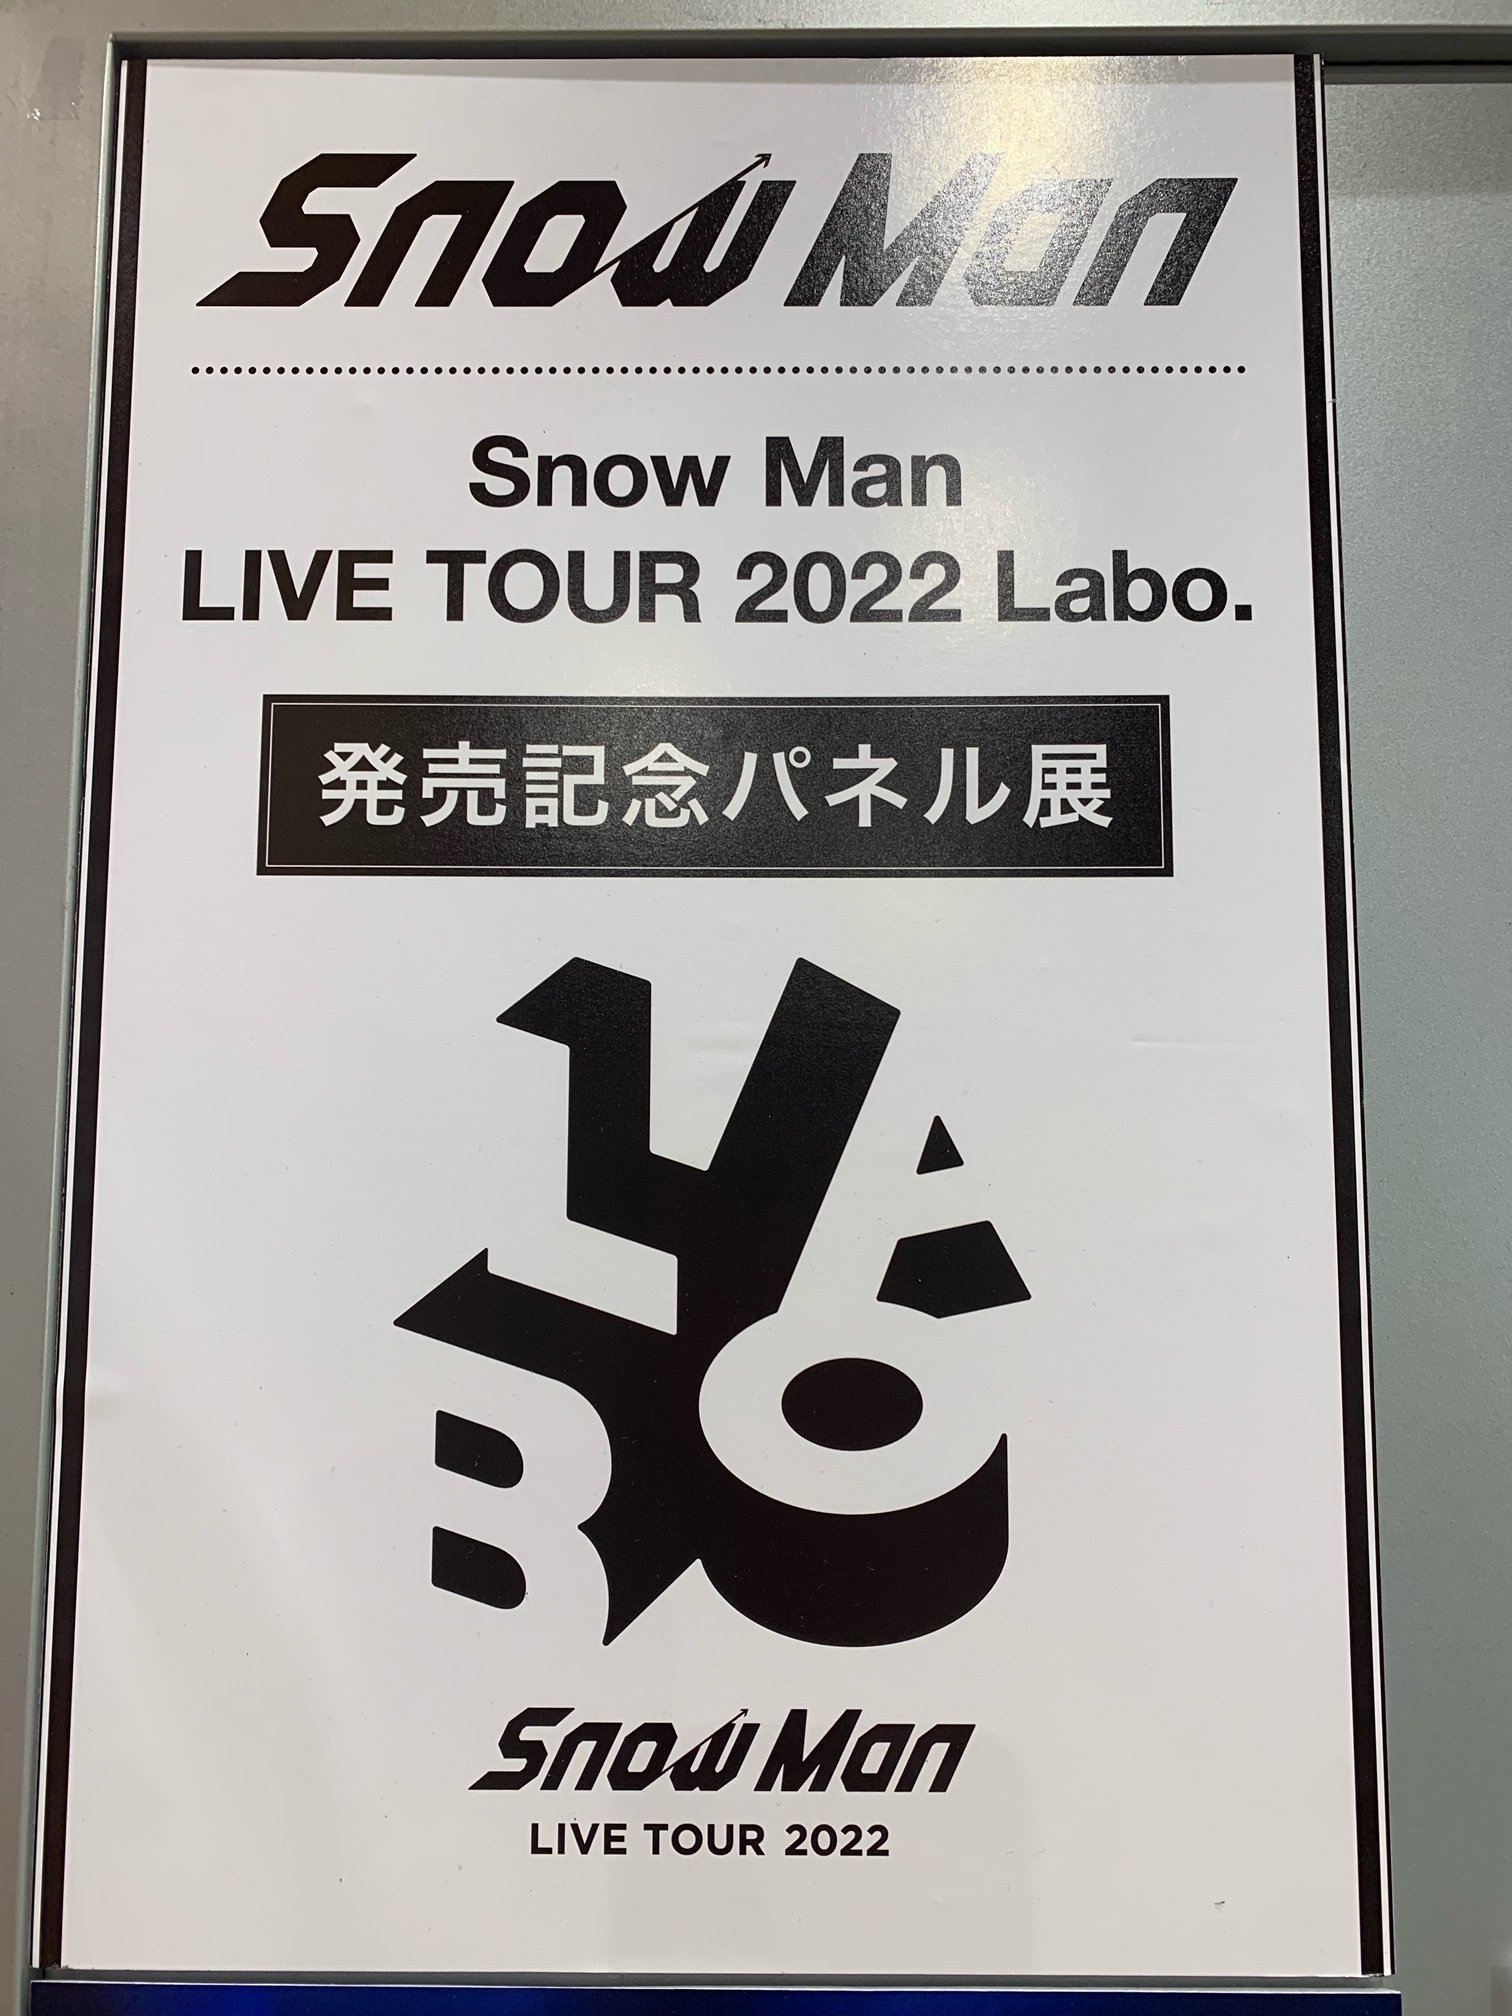 Snow Man
Snow Man
LIVE TOUR 2022 Labo.
発売記念パネル展
LABO
Snow Man
LIVE TOUR 2022